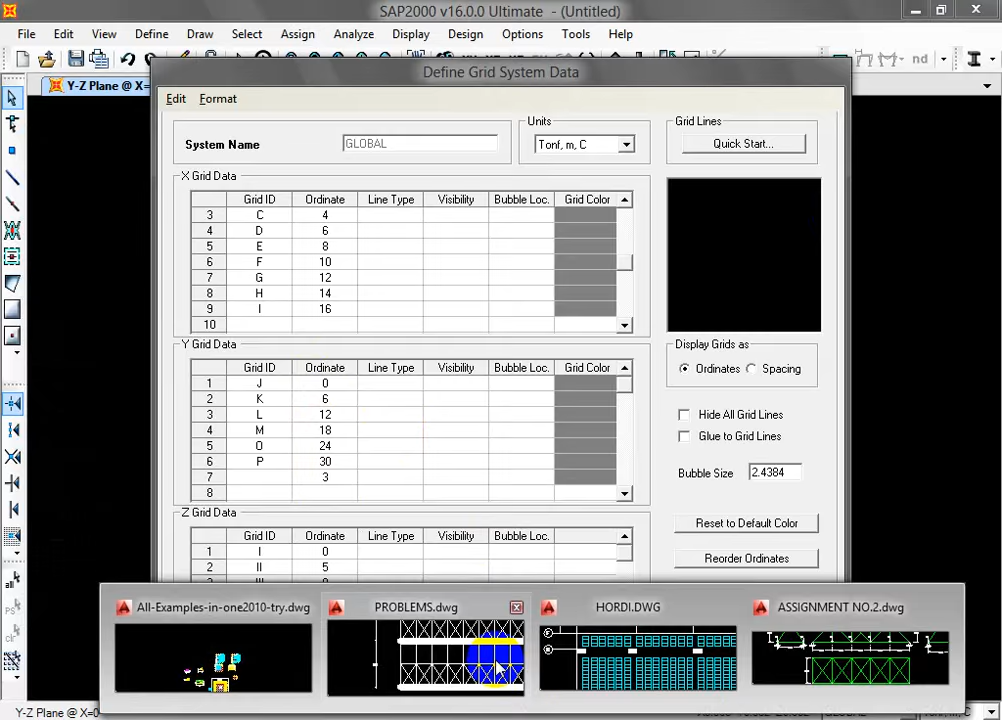 SAP2000 v16.0.0 Ultimate - (Untitled)
File Edit View Define Draw Select Assign Analyze Display Design Options Tools Help
nd
Y-Z Plane @ X=
Define Grid System Data
Edit Format
System Name GLOBAL
Units
Tonf, m, C
Grid Lines
Quick Start...
X Grid Data
Grid ID Ordinate Line Type Visibility Bubble Loc. Grid Color
3 C 4
4 D 6
5 E 8
6 F 10
7 G 12
8 H 14
9 I 16
10
Y Grid Data
Grid ID Ordinate Line Type Visibility Bubble Loc. Grid Color
1 J 0
2 K 6
3 L 12
4 M 18
5 O 24
6 P 30
7 3
8
Display Grids as
Ordinates Spacing
Hide All Grid Lines
Glue to Grid Lines
Bubble Size 2.4384
Reset to Default Color
Reorder Ordinates
Z Grid Data
Grid ID Ordinate Line Type Visibility Bubble Loc.
1 I 0
2 II 5
all
PS
clr
All-Examples-in-one2010-try.dwg
PROBLEMS.dwg
HORDI.DWG
ASSIGNMENT NO.2.dwg
Y-Z Plane @ X=0